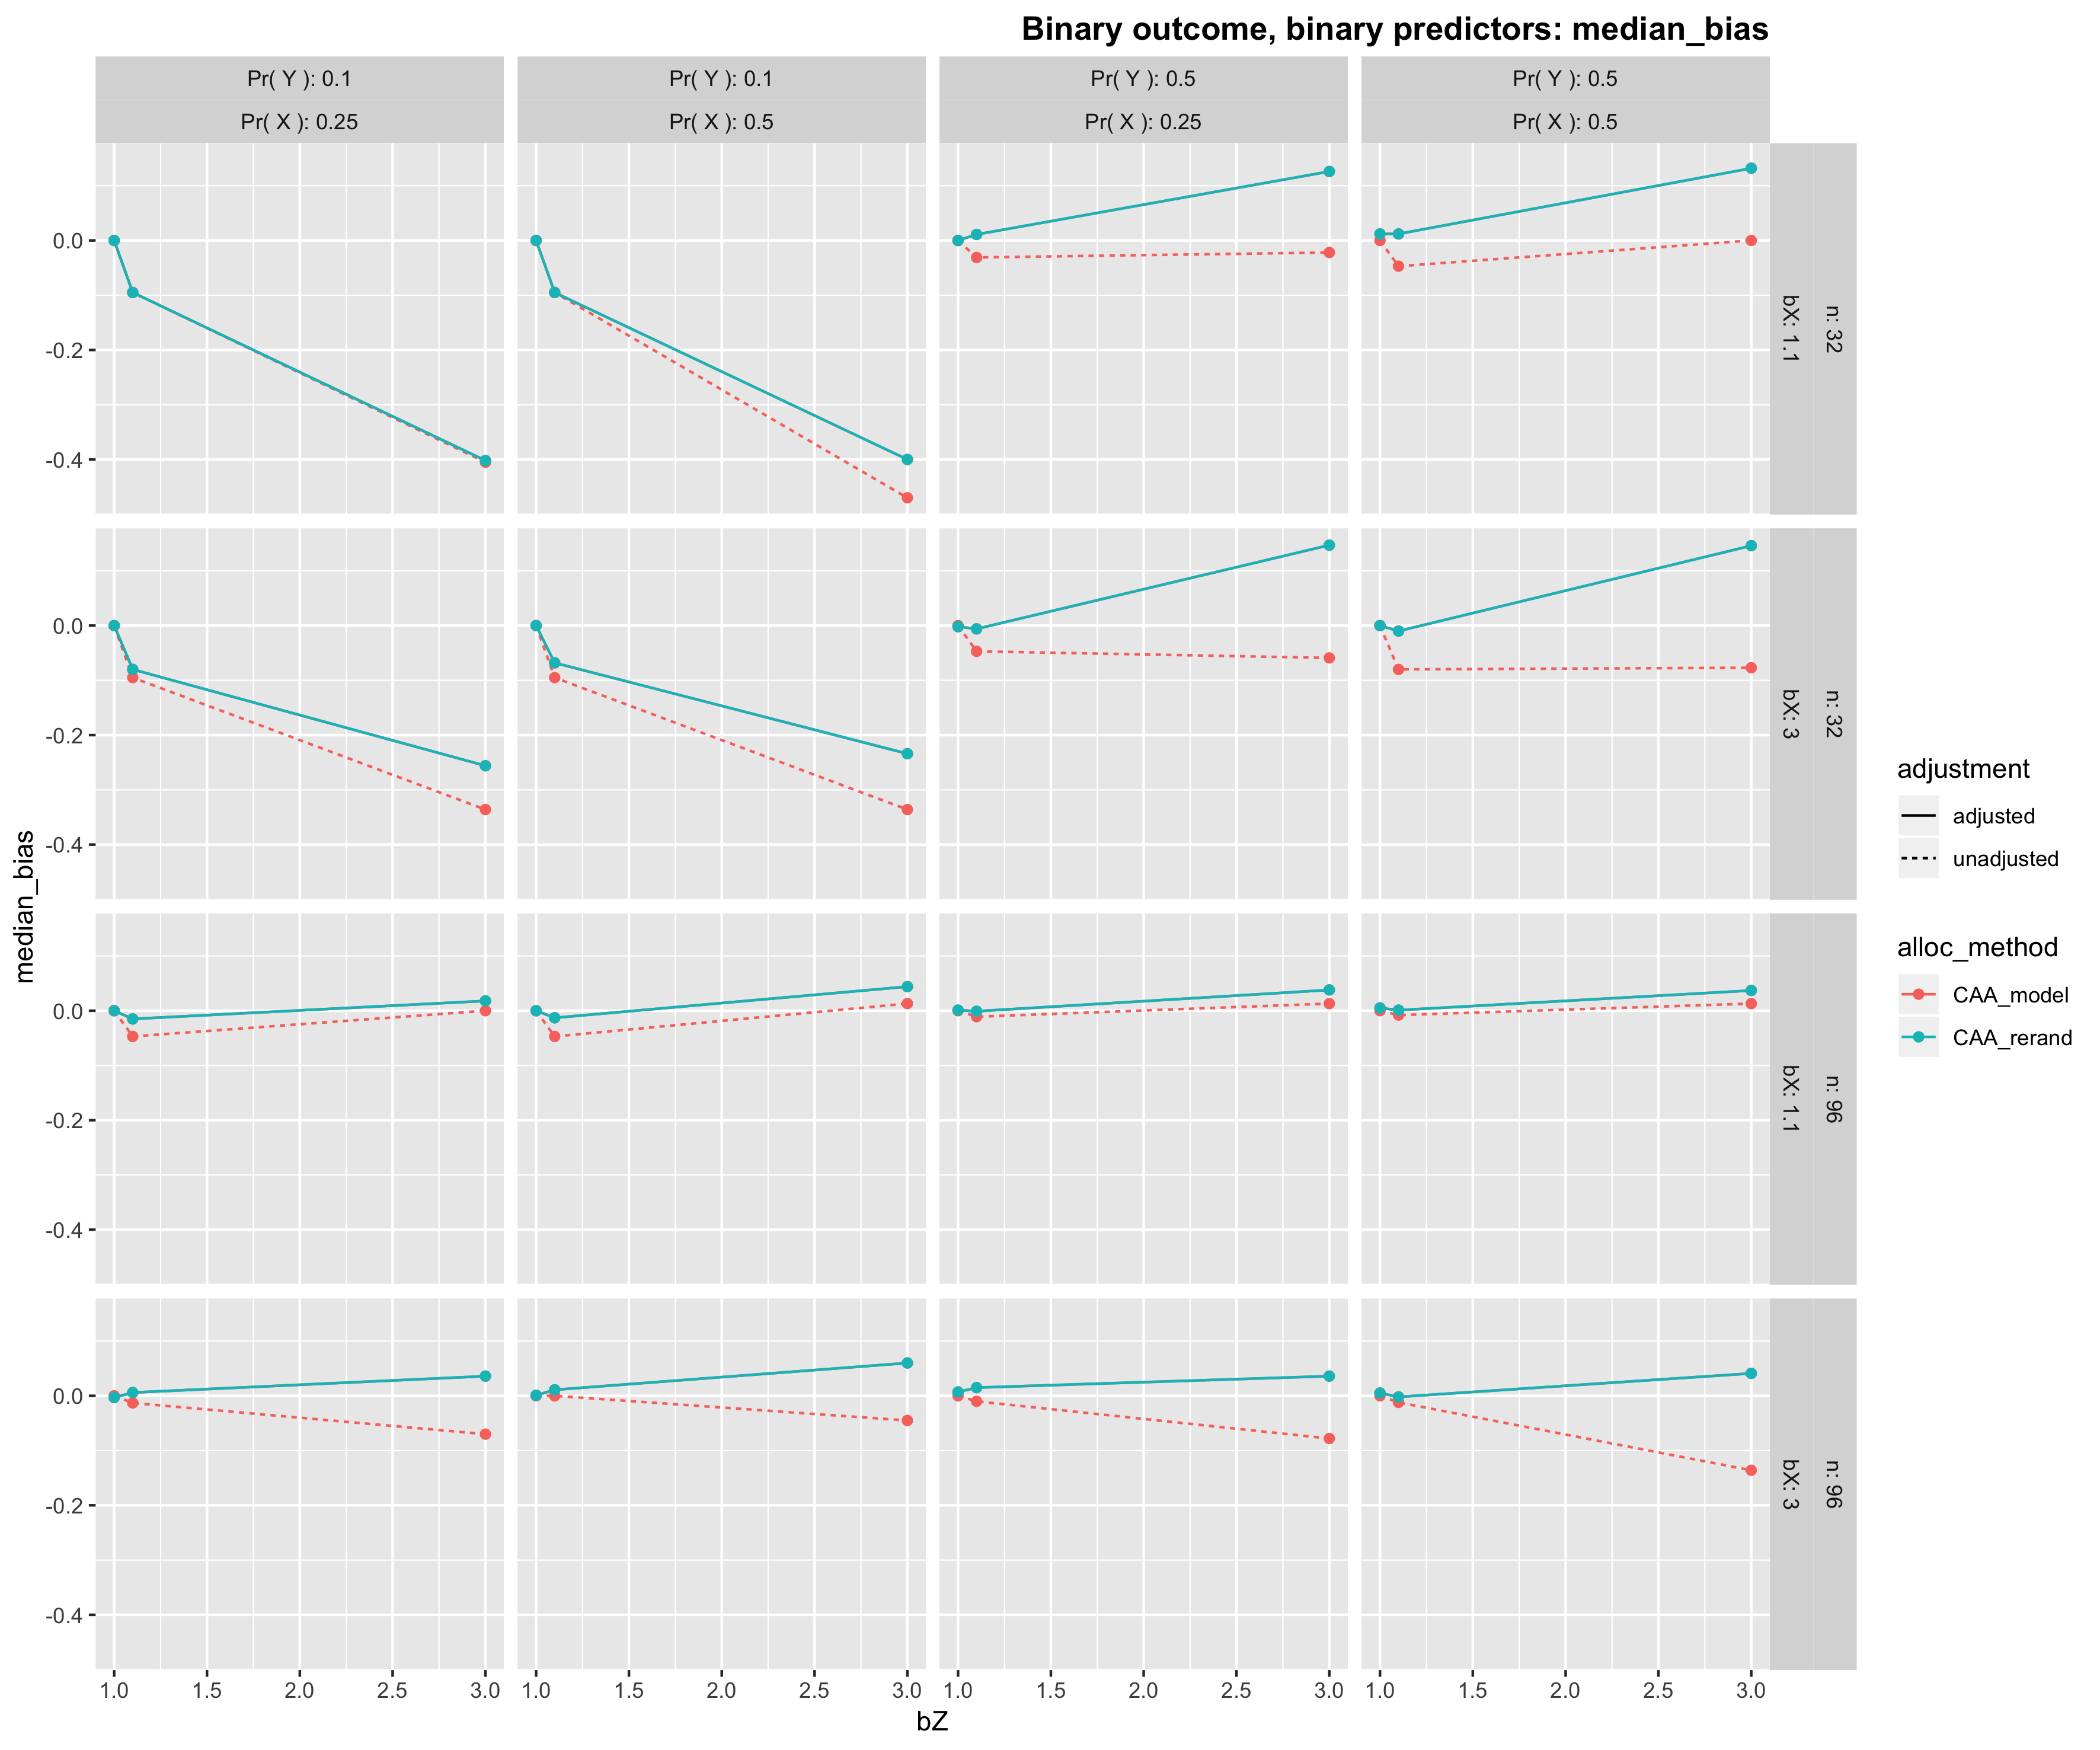 Binary outcome, binary predictors: median_bias
Pr( Y ): 0.1
Pr( Y ): 0.1
Pr( Y ): 0.5
Pr( Y ): 0.5
Pr( X ): 0.25
Pr( X ): 0.5
Pr( X ): 0.25
Pr( X ): 0.5
median_bias
0.0
-0.2
-0.4
bX: 1.1
n: 32
0.0
-0.2
-0.4
bX: 3
n: 32
0.0
-0.2
-0.4
bX: 1.1
n: 96
0.0
-0.2
-0.4
bX: 3
n: 96
1.0 1.5 2.0 2.5 3.0
1.0 1.5 2.0 2.5 3.0
1.0 1.5 2.0 2.5 3.0
1.0 1.5 2.0 2.5 3.0
bZ
adjustment
adjusted
unadjusted
alloc_method
CAA_model
CAA_rerand